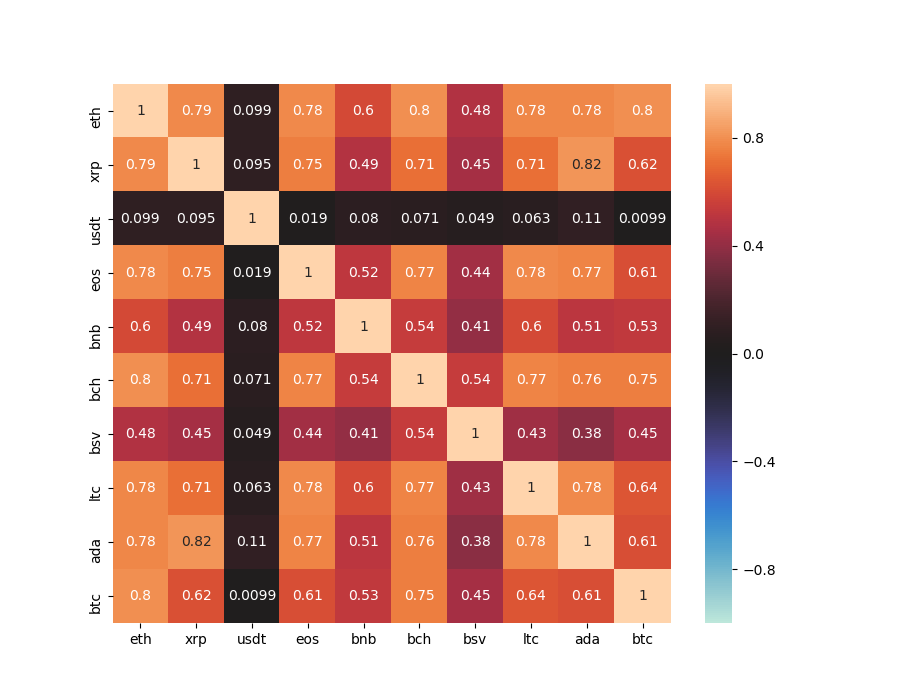 eth 1 0.79 0.099 0.78 0.6 0.8 0.48 0.78 0.78 0.8
0.8
xrp 0.79 1 0.095 0.75 0.49 0.71 0.45 0.71 0.82 0.62
usdt 0.099 0.095 1 0.019 0.08 0.071 0.049 0.063 0.11 0.0099
0.4
eos 0.78 0.75 0.019 1 0.52 0.77 0.44 0.78 0.77 0.61
bnb 0.6 0.49 0.08 0.52 1 0.54 0.41 0.6 0.51 0.53
0.0
bch 0.8 0.71 0.071 0.77 0.54 1 0.54 0.77 0.76 0.75
bsv 0.48 0.45 0.049 0.44 0.41 0.54 1 0.43 0.38 0.45
−0.4
ltc 0.78 0.71 0.063 0.78 0.6 0.77 0.43 1 0.78 0.64
ada 0.78 0.82 0.11 0.77 0.51 0.76 0.38 0.78 1 0.61
−0.8
btc 0.8 0.62 0.0099 0.61 0.53 0.75 0.45 0.64 0.61 1
eth xrp usdt eos bnb bch bsv ltc ada btc